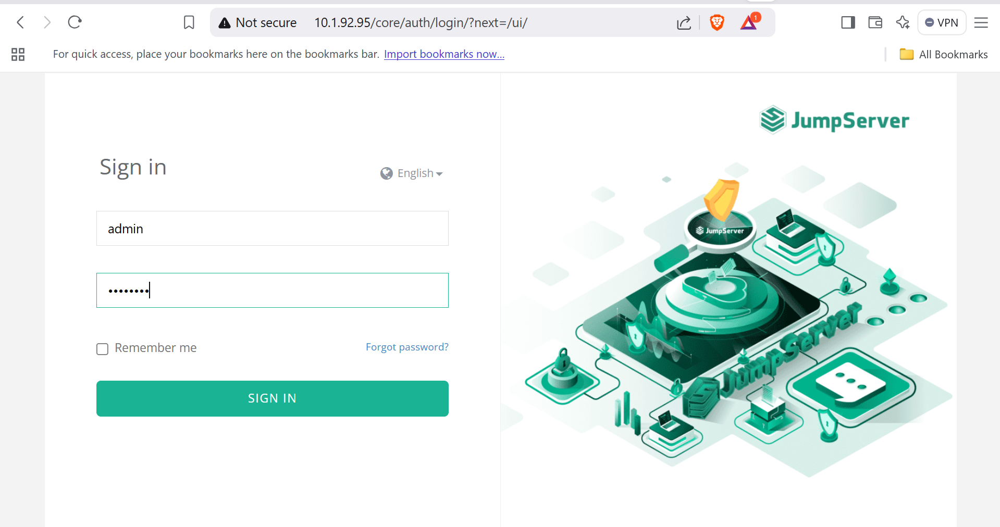 Not secure 10.1.92.95/core/auth/login/?next=/ui/
1
VPN
For quick access, place your bookmarks here on the bookmarks bar. Import bookmarks now...
All Bookmarks
JumpServer
Sign in
English
admin
••••••••
Remember me
Forgot password?
SIGN IN
JumpServer
JumpServer